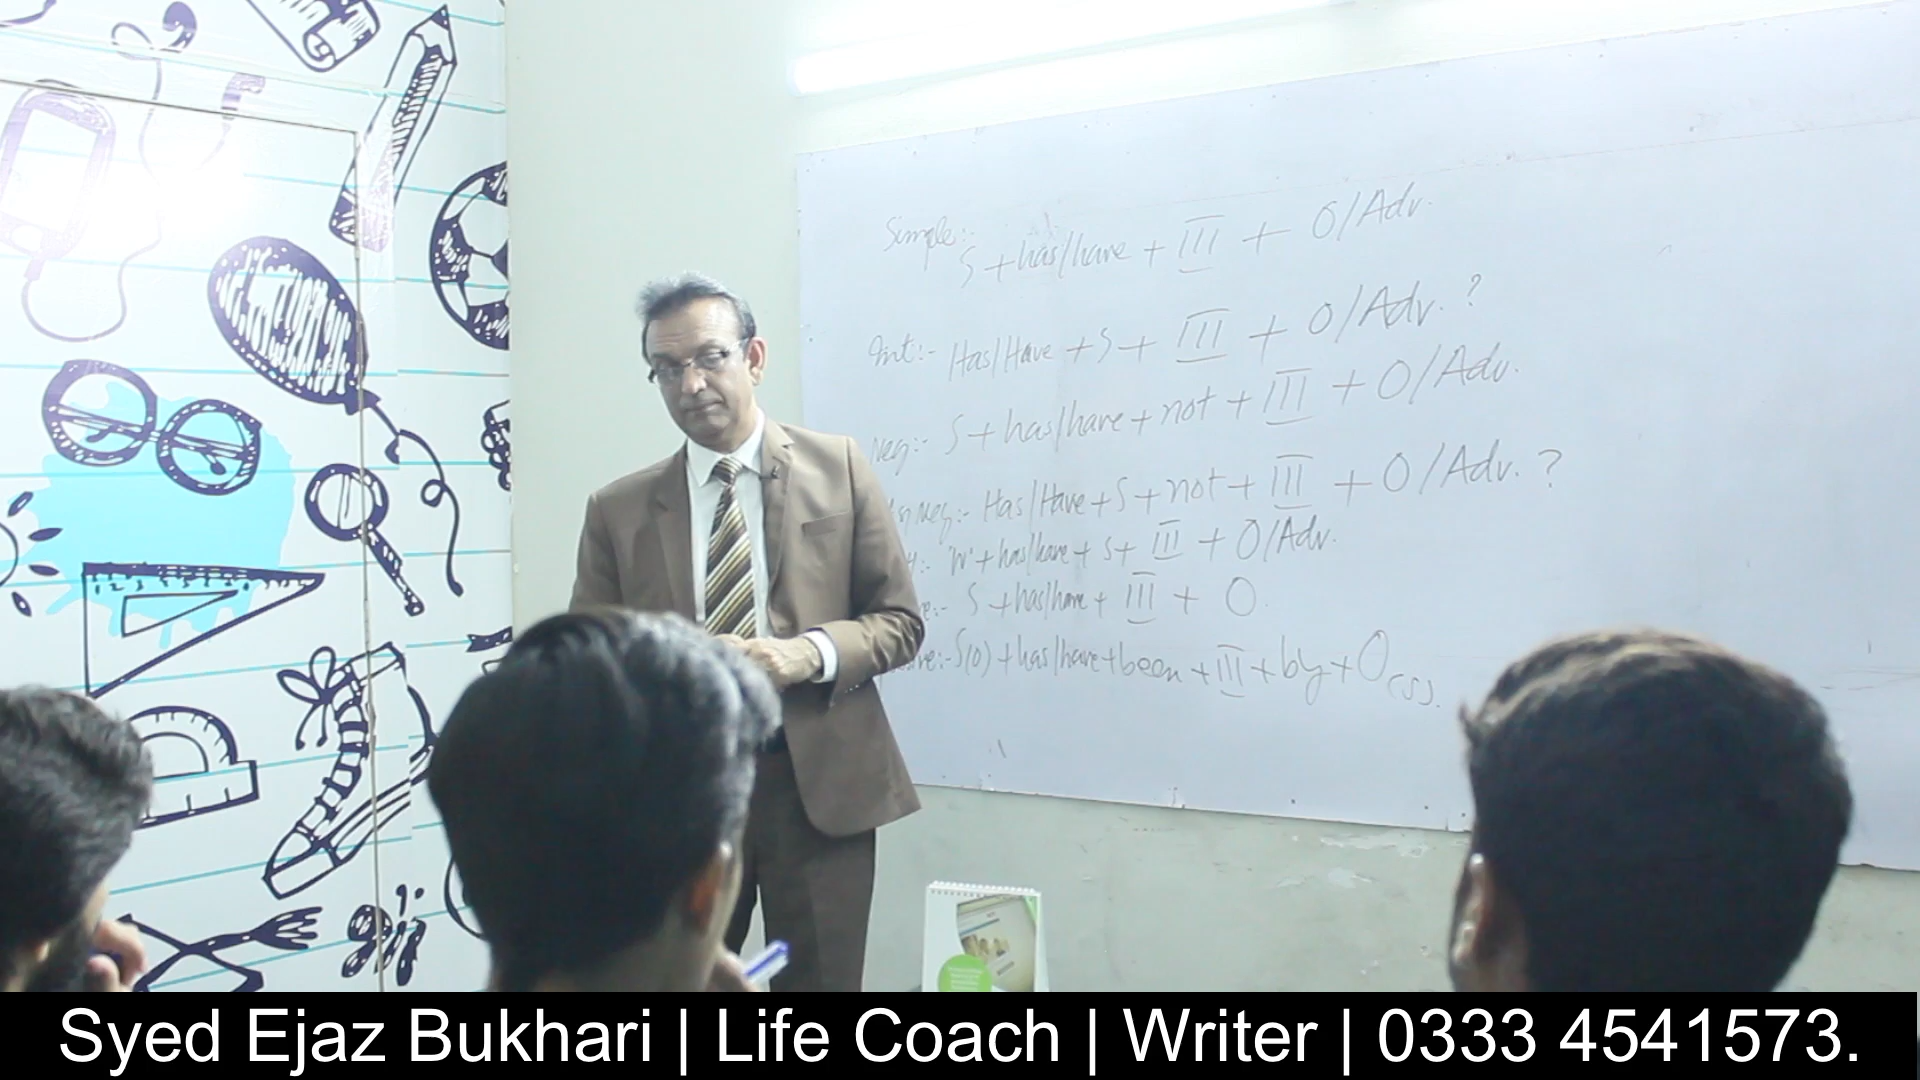 Simple:- S + has/have + III + O/Adv.
Int:- Has/Have + S + III + O/Adv. ?
Neg:- S + has/have + not + III + O/Adv.
Neg:- Has/Have + S + not + III + O/Adv. ?
"W" + has/have + S + III + O/Adv.
S + has/have + III + O.
S(O) + has/have + been + III + by + O(S).
Syed Ejaz Bukhari | Life Coach | Writer | 0333 4541573.